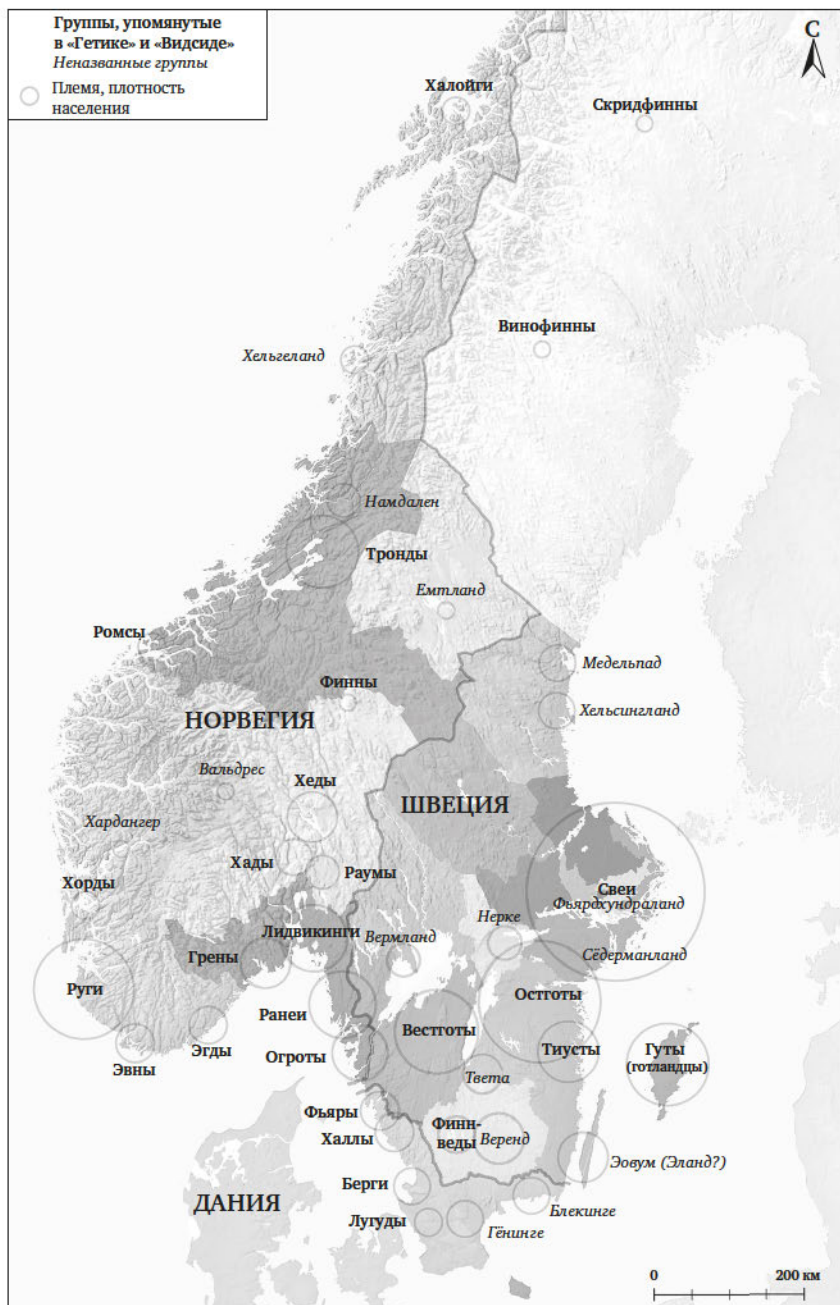 Группы, упомянутые
в «Гетике» и «Видсиде»
Неназванные группы
Племя, плотность
населения
С
Халойги
Скридфинны
Винофинны
Хельгеланд
Намдален
Тронды
Емтланд
Ромсы
Медельпад
Финны
Хельсингланд
НОРВЕГИЯ
Вальдрес
Хеды
ШВЕЦИЯ
Хардангер
Хады
Раумы
Хорды
Свеи
Фьярдхундраланд
Нерке
Лидвикинги
Вермланд
Грены
Сёдерманланд
Руги
Остготы
Ранеи
Вестготы
Эгды
Огроты
Тиусты
Гуты
(готландцы)
Эвны
Твета
Фьяры
Халлы
Финн-
веды
Веренд
Эовум (Эланд?)
Берги
ДАНИЯ
Блекинге
Лугуды
Гёнинге
0
200 км